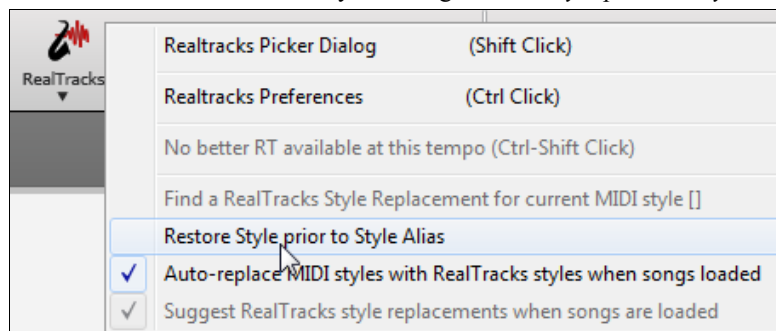 Realtracks Picker Dialog (Shift Click)
RealTracks
Realtracks Preferences (Ctrl Click)
No better RT available at this tempo (Ctrl-Shift Click)
Find a RealTracks Style Replacement for current MIDI style []
Restore Style prior to Style Alias
Auto-replace MIDI styles with RealTracks styles when songs loaded
Suggest RealTracks style replacements when songs are loaded